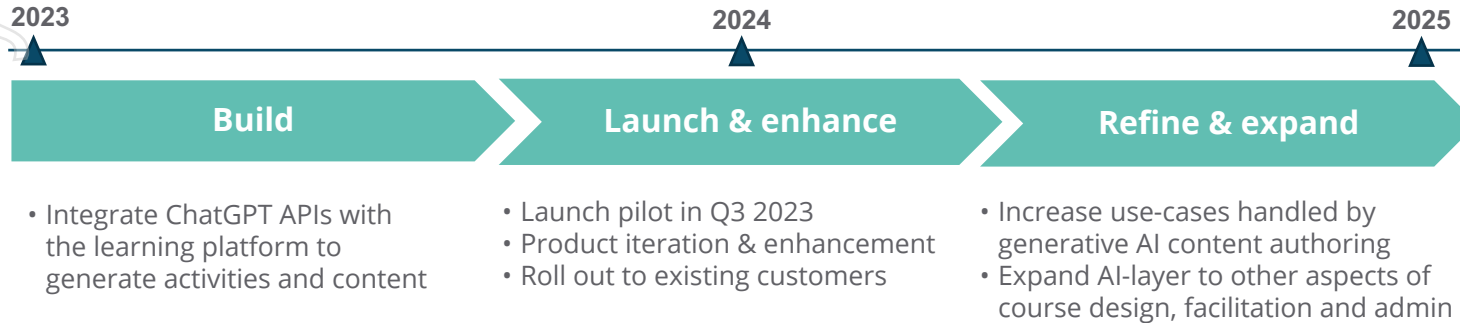 2023
2024
2025
Build
Launch & enhance
Refine & expand
• Integrate ChatGPT APIs with
the learning platform to
generate activities and content
• Launch pilot in Q3 2023
• Product iteration & enhancement
• Roll out to existing customers
• Increase use-cases handled by
generative AI content authoring
• Expand AI-layer to other aspects of
course design, facilitation and admin